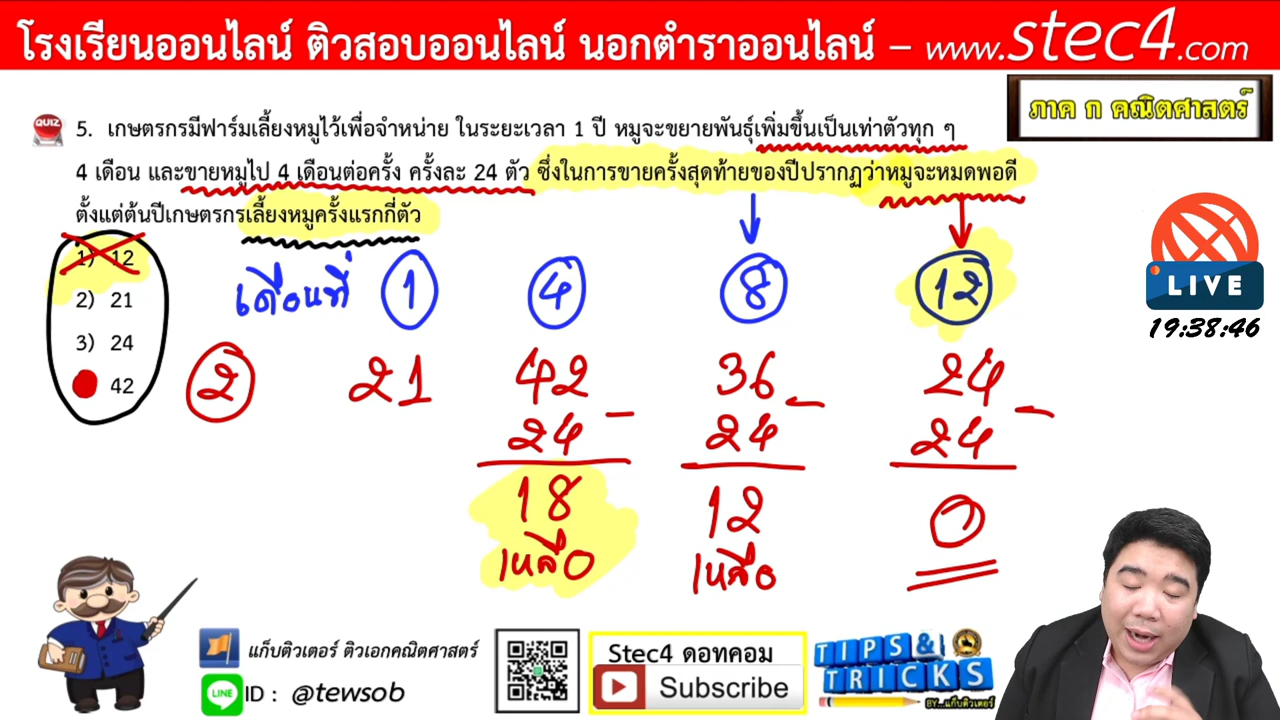 โรงเรียนออนไลน์ ติวสอบออนไลน์ นอกตำราออนไลน์ – www.stec4.com
ภาค ก คณิตศาสตร์
QUIZ
5. เกษตรกรมีฟาร์มเลี้ยงหมูไว้เพื่อจำหน่าย ในระยะเวลา 1 ปี หมูจะขยายพันธุ์เพิ่มขึ้นเป็นเท่าตัวทุก ๆ
4 เดือน และขายหมูไป 4 เดือนต่อครั้ง ครั้งละ 24 ตัว ซึ่งในการขายครั้งสุดท้ายของปีปรากฏว่าหมูจะหมดพอดี
ตั้งแต่ต้นปีเกษตรกรเลี้ยงหมูครั้งแรกกี่ตัว
1) 12
2) 21
3) 24
42
เดือนที่ 1 4 8 12
2 21 42 36 24
24 24 24
18 12 0
เหลือ เหลือ
LIVE
19:38:46
แก็บติวเตอร์ ติวเอกคณิตศาสตร์
LINE ID : @tewsob
Stec4 ดอทคอม
Subscribe
TIPS &
TRICKS
BY...แก็บติวเตอร์